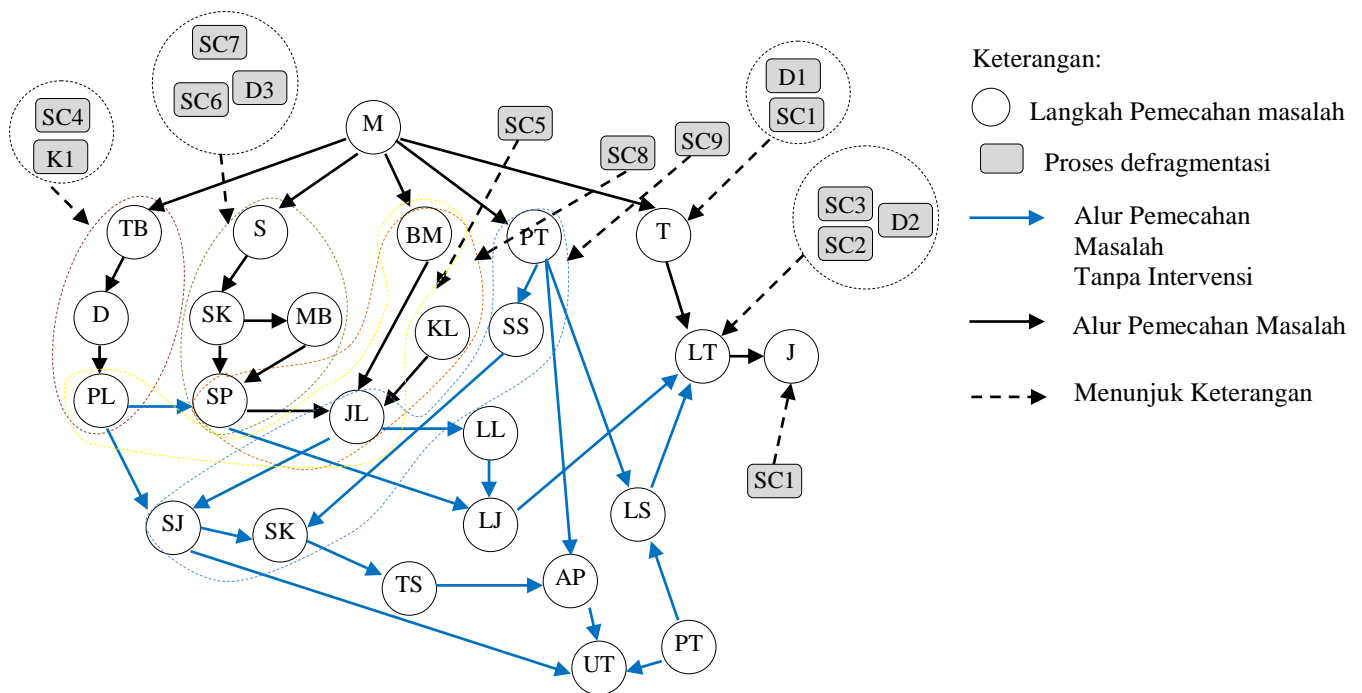 SC7
SC6
D3
SC4
K1
M
SC5
SC8
SC9
D1
SC1
SC3
D2
SC2
TB
S
BM
PT
T
D
SK
MB
KL
SS
LT
J
PL
SP
JL
LL
SC1
SJ
SK
LJ
LS
TS
AP
UT
PT
Keterangan:
Langkah Pemecahan masalah
Proses defragmentasi
Alur Pemecahan
Masalah
Tanpa Intervensi
Alur Pemecahan Masalah
Menunjuk Keterangan